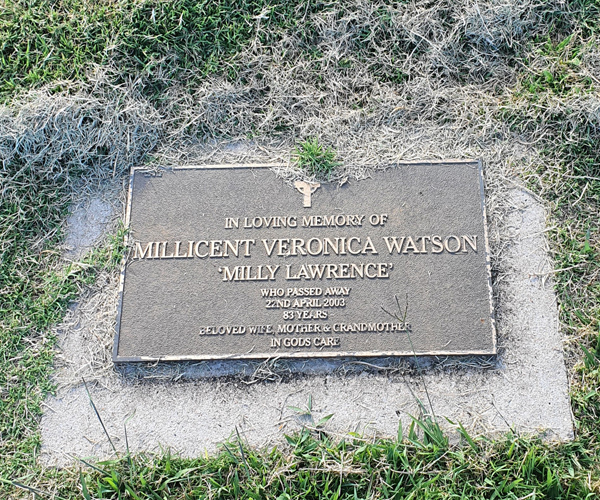 IN LOVING MEMORY OF
MILLICENT VERONICA WATSON
'MILLY LAWRENCE'
WHO PASSED AWAY
22ND APRIL 2003
83 YEARS
BELOVED WIFE, MOTHER & GRANDMOTHER
IN GODS CARE